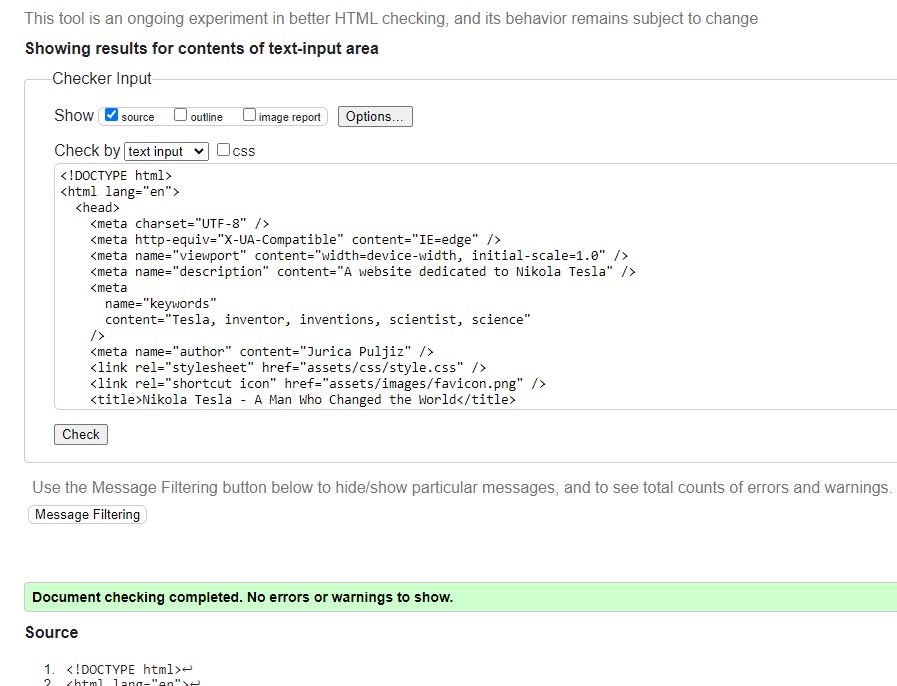 This tool is an ongoing experiment in better HTML checking, and its behavior remains subject to change
Showing results for contents of text-input area
Checker Input
Show source outline image report Options...
Check by text input css
<!DOCTYPE html>
<html lang="en">
<head>
<meta charset="UTF-8" />
<meta http-equiv="X-UA-Compatible" content="IE=edge" />
<meta name="viewport" content="width=device-width, initial-scale=1.0" />
<meta name="description" content="A website dedicated to Nikola Tesla" />
<meta
name="keywords"
content="Tesla, inventor, inventions, scientist, science"
/>
<meta name="author" content="Jurica Puljiz" />
<link rel="stylesheet" href="assets/css/style.css" />
<link rel="shortcut icon" href="assets/images/favicon.png" />
<title>Nikola Tesla - A Man Who Changed the World</title>
Check
Use the Message Filtering button below to hide/show particular messages, and to see total counts of errors and warnings.
Message Filtering
Document checking completed. No errors or warnings to show.
Source
1. <!DOCTYPE html>↩
2. <html lang="en">↩